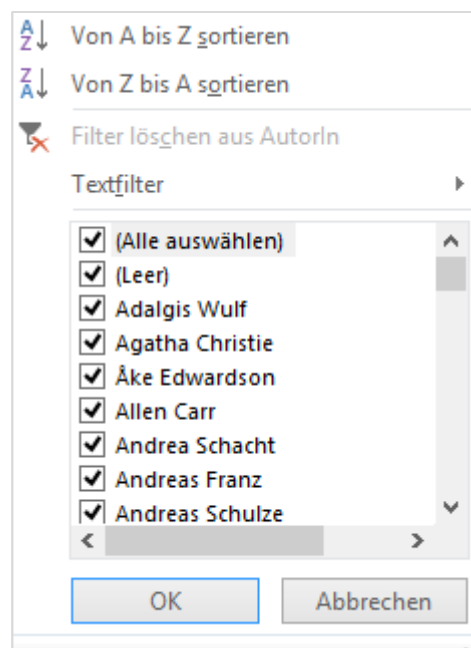 Von A bis Z sortieren
Von Z bis A sortieren
Filter löschen aus AutorIn
Textfilter
(Alle auswählen)
(Leer)
Adalgis Wulf
Agatha Christie
Åke Edwardson
Allen Carr
Andrea Schacht
Andreas Franz
Andreas Schulze
OK Abbrechen